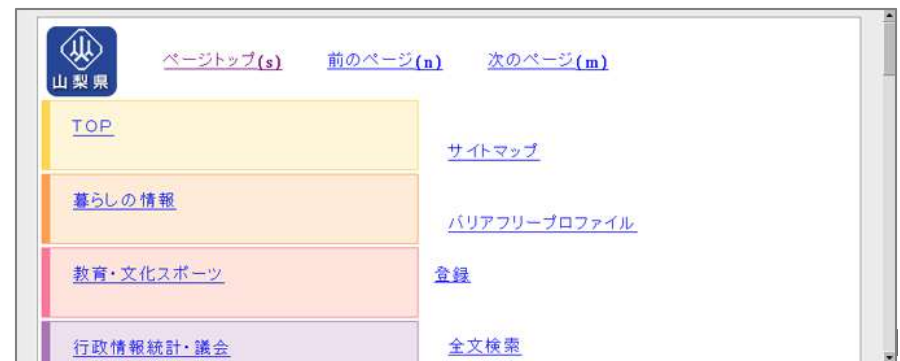 山梨県
ページトップ(s) 前のページ(n) 次のページ(m)
TOP
サイトマップ
暮らしの情報
バリアフリープロファイル
教育・文化スポーツ
登録
行政情報統計・議会
全文検索